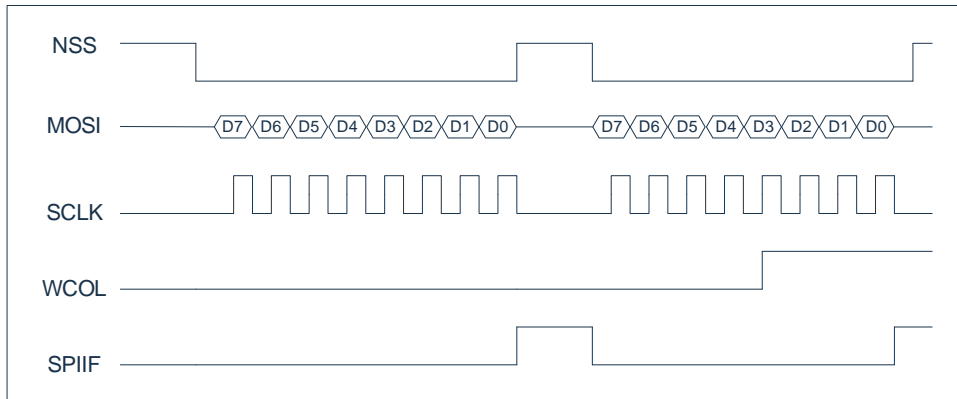 NSS
MOSI D7 D6 D5 D4 D3 D2 D1 D0 D7 D6 D5 D4 D3 D2 D1 D0
SCLK
WCOL
SPIIF